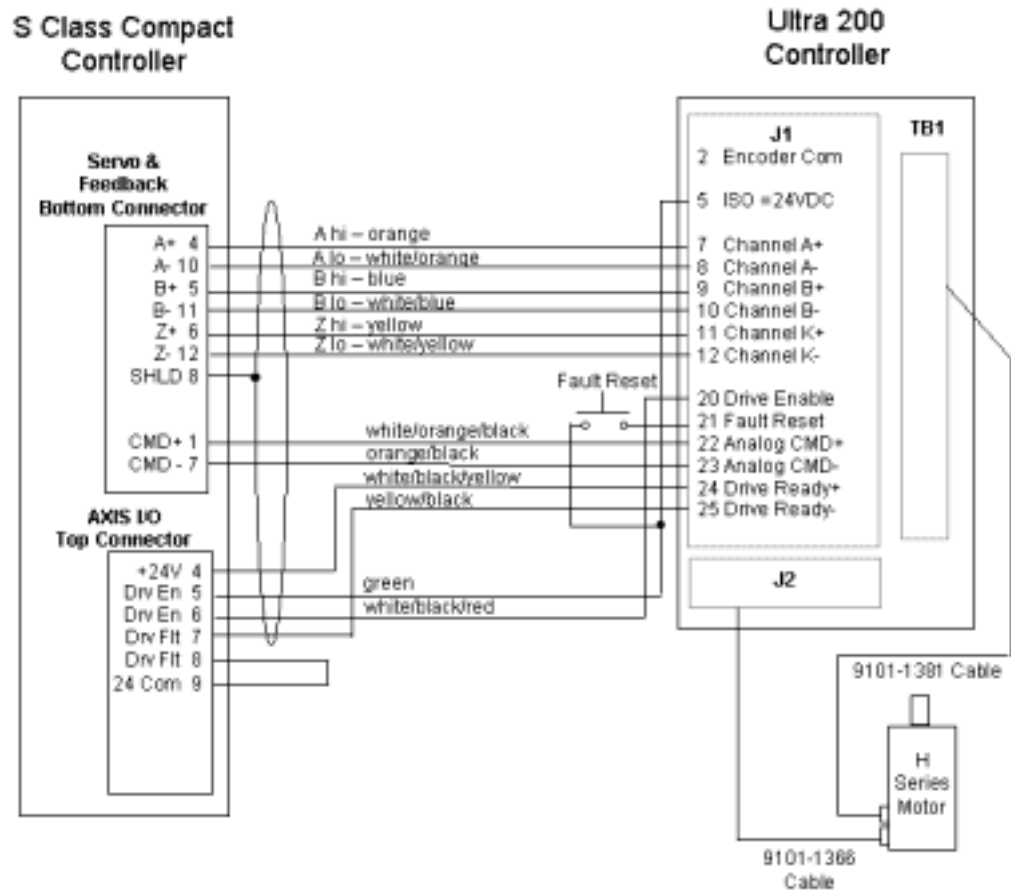 S Class Compact
Controller
Ultra 200
Controller
Servo &
Feedback
Bottom Connector
A+ 4
A- 10
B+ 5
B- 11
Z+ 6
Z- 12
SHLD 8
CMD+ 1
CMD - 7
AXIS I/O
Top Connector
+24V 4
Drv En 5
Drv En 6
Drv Flt 7
Drv Flt 8
24 Com 9
A hi – orange
A lo – white/orange
B hi – blue
B lo – white/blue
Z hi – yellow
Z lo – white/yellow
Fault Reset
white/orange/black
orange/black
white/black/yellow
yellow/black
green
white/black/red
J1
2 Encoder Com
5 ISO =24VDC
7 Channel A+
8 Channel A-
9 Channel B+
10 Channel B-
11 Channel K+
12 Channel K-
20 Drive Enable
21 Fault Reset
22 Analog CMD+
23 Analog CMD-
24 Drive Ready+
25 Drive Ready-
TB1
J2
9101-1381 Cable
H
Series
Motor
9101-1366
Cable